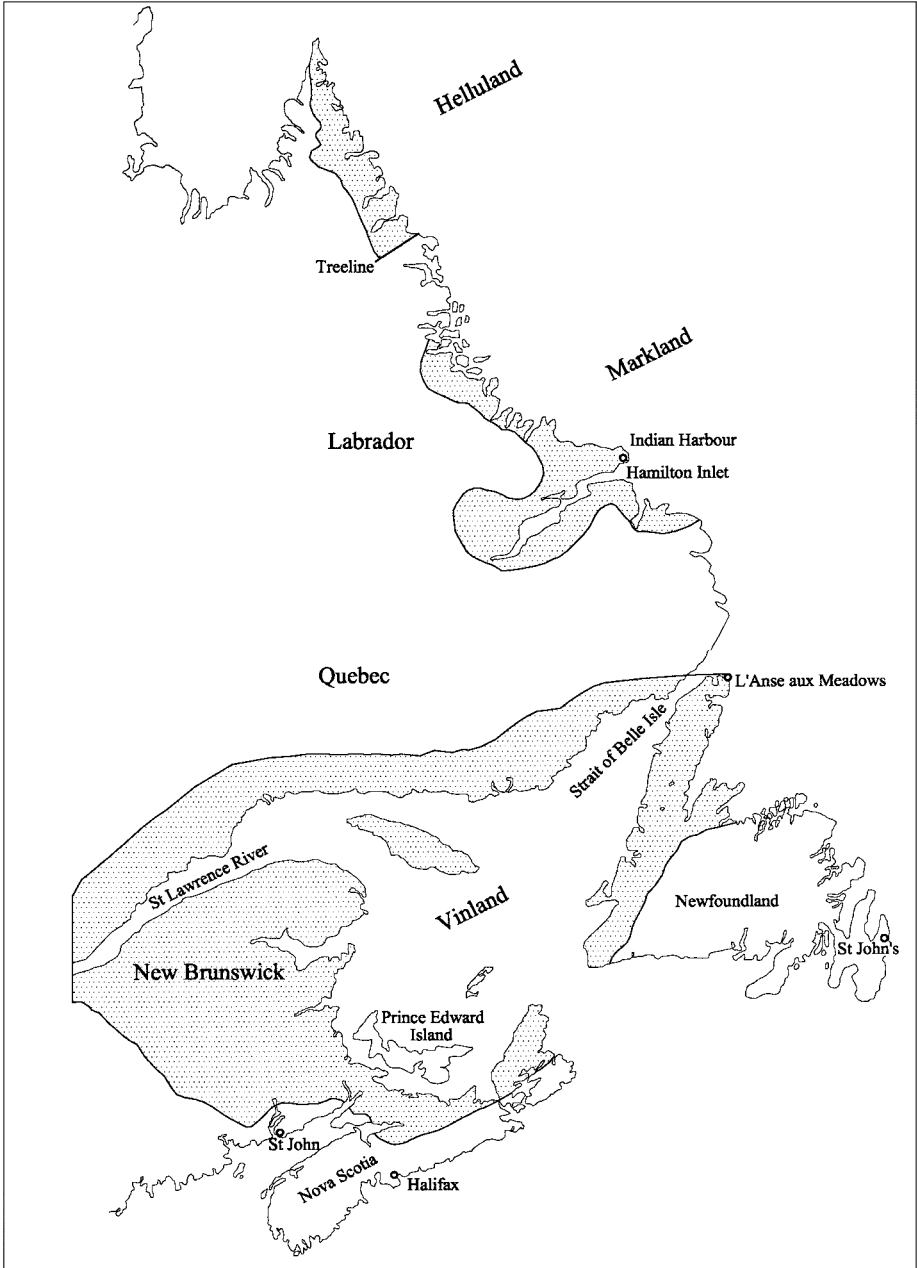 Helluland
Treeline
Markland
Labrador
Indian Harbour
Hamilton Inlet
Quebec
L'Anse aux Meadows
Strait of Belle Isle
St Lawrence River
Vinland
Newfoundland
St John's
New Brunswick
Prince Edward
Island
St John
Nova Scotia
Halifax